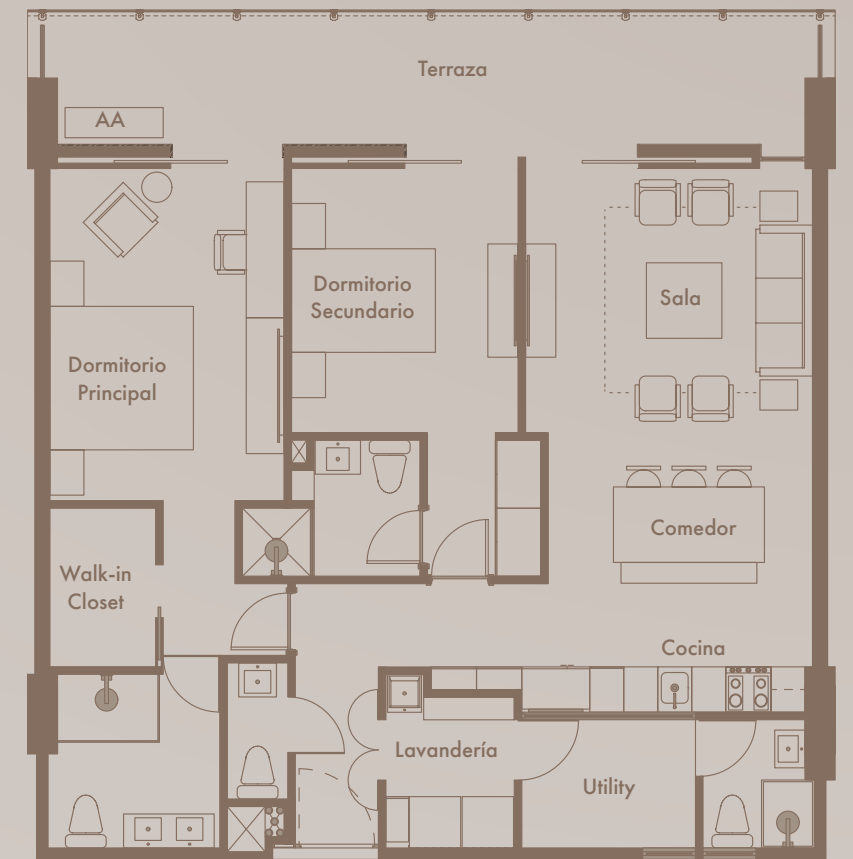 Terraza
AA
Dormitorio
Secundario
Sala
Dormitorio
Principal
Comedor
Walk-in
Closet
Cocina
Lavandería
Utility